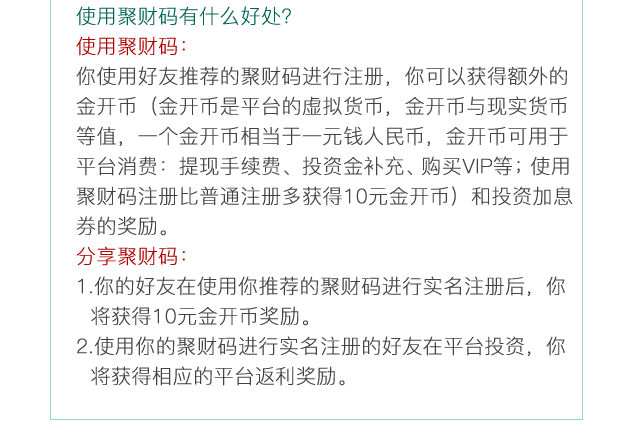 使用聚财码有什么好处？
使用聚财码：
你使用好友推荐的聚财码进行注册，你可以获得额外的
金开币（金开币是平台的虚拟货币，金开币与现实货币
等值，一个金开币相当于一元钱人民币，金开币可用于
平台消费：提现手续费、投资金补充、购买VIP等；使用
聚财码注册比普通注册多获得10元金开币）和投资加息
券的奖励。
分享聚财码：
1.你的好友在使用你推荐的聚财码进行实名注册后，你
将获得10元金开币奖励。
2.使用你的聚财码进行实名注册的好友在平台投资，你
将获得相应的平台返利奖励。